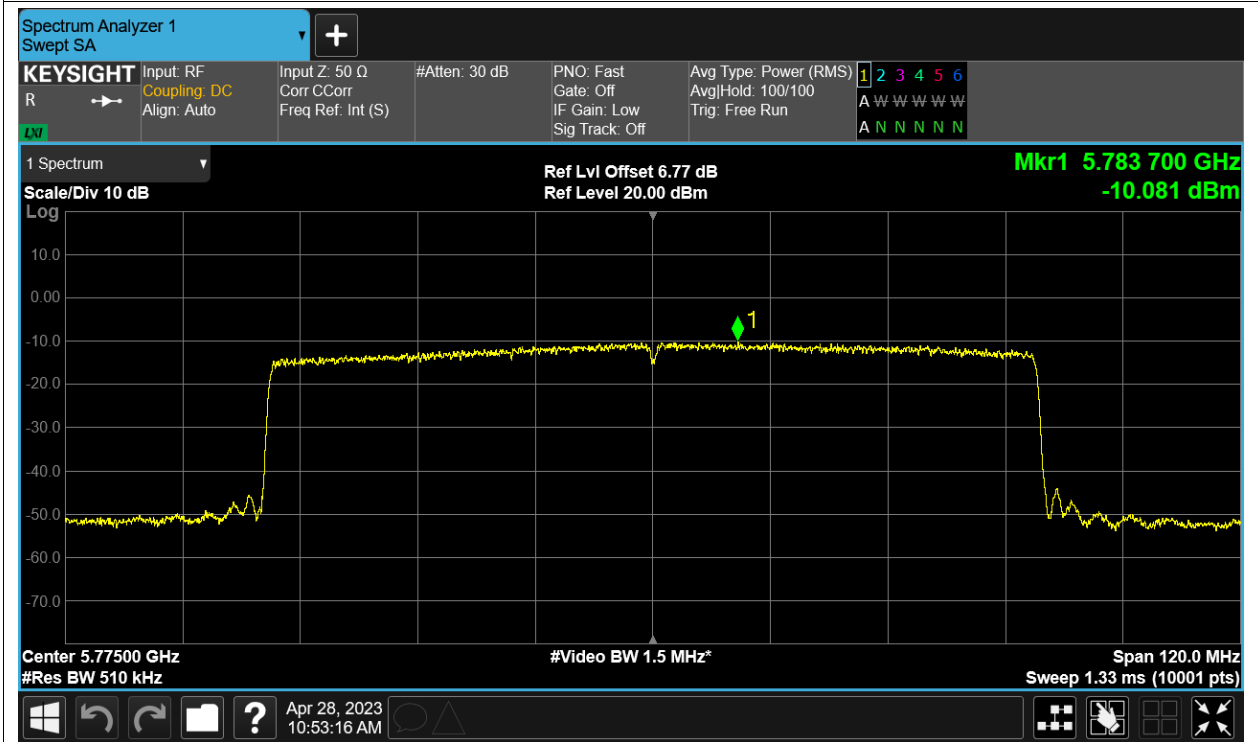 Spectrum Analyzer 1
Swept SA
+
KEYSIGHT
R
LXI
Input: RF
Coupling: DC
Align: Auto
Input Z: 50 Ω
Corr CCorr
Freq Ref: Int (S)
#Atten: 30 dB
PNO: Fast
Gate: Off
IF Gain: Low
Sig Track: Off
Avg Type: Power (RMS)
Avg|Hold: 100/100
Trig: Free Run
1 2 3 4 5 6
A W W W W W
A N N N N N
1 Spectrum
Scale/Div 10 dB
Log
Ref Lvl Offset 6.77 dB
Ref Level 20.00 dBm
Mkr1 5.783 700 GHz
-10.081 dBm
10.0
0.00
1
-10.0
-20.0
-30.0
-40.0
-50.0
-60.0
-70.0
Center 5.77500 GHz
#Res BW 510 kHz
#Video BW 1.5 MHz*
Span 120.0 MHz
Sweep 1.33 ms (10001 pts)
?
Apr 28, 2023
10:53:16 AM